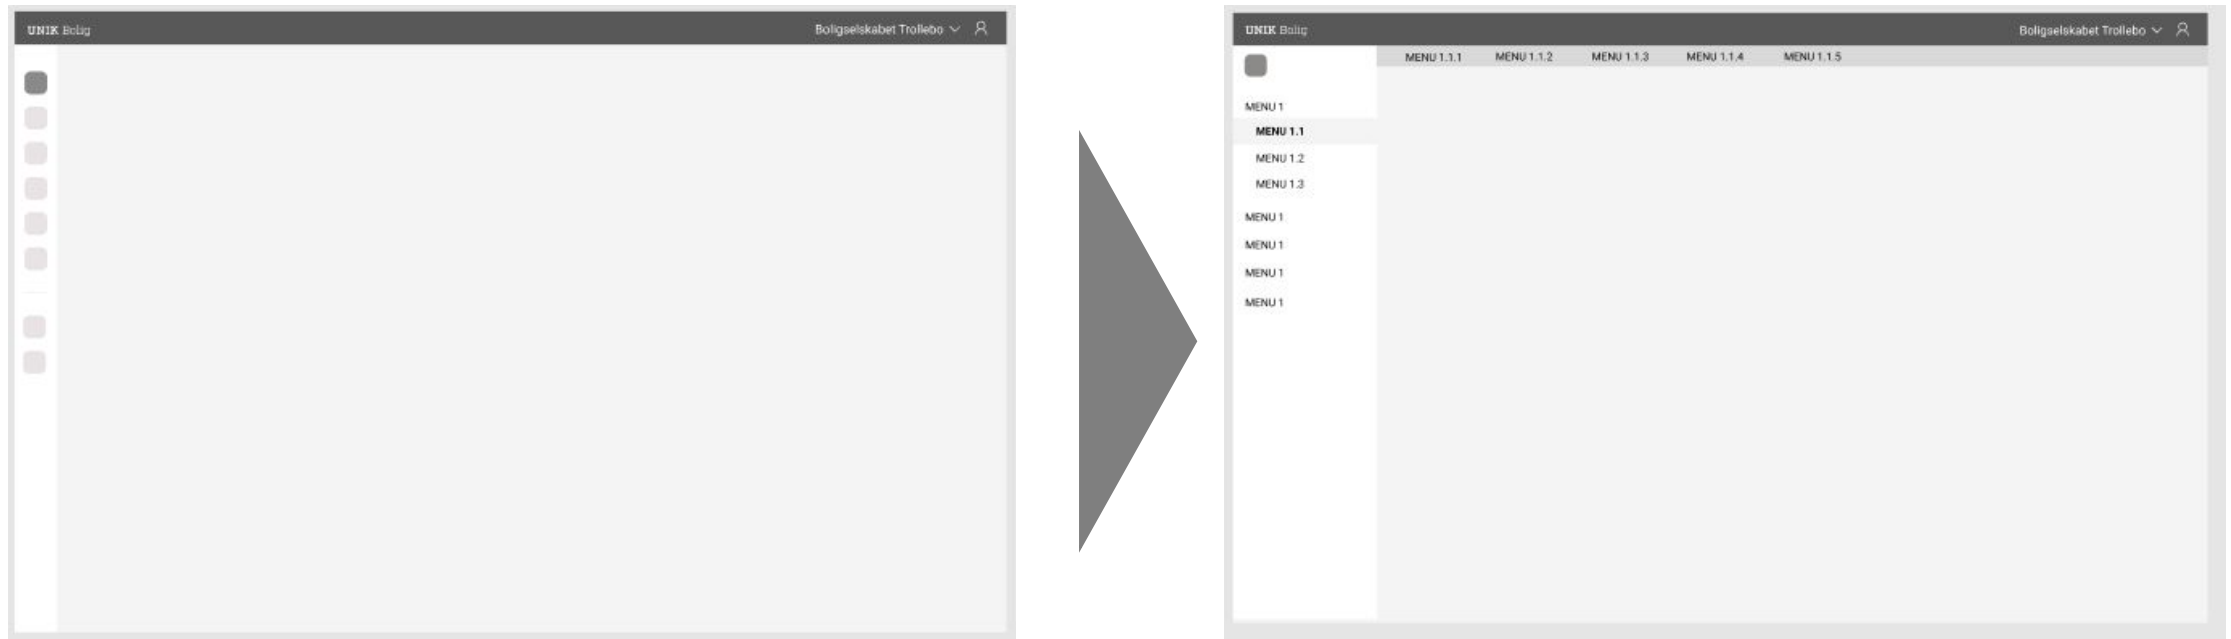 UNIK Bolig
Boligselskabet Trollebo
UNIK Bolig
Boligselskabet Trollebo
MENU 1.1.1 MENU 1.1.2 MENU 1.1.3 MENU 1.1.4 MENU 1.1.5
MENU 1
MENU 1.1
MENU 1.2
MENU 1.3
MENU 1
MENU 1
MENU 1
MENU 1